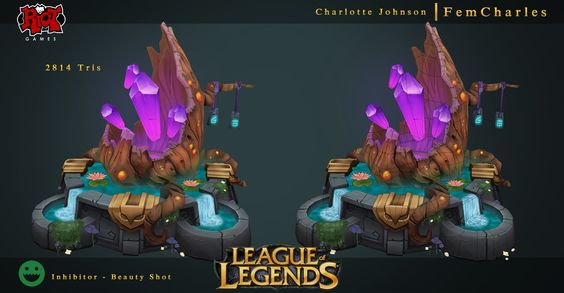 RIOT
GAMES
Charlotte Johnson | FemCharles
2814 Tris
LEAGUE of
LEGENDS
Inhibitor - Beauty Shot